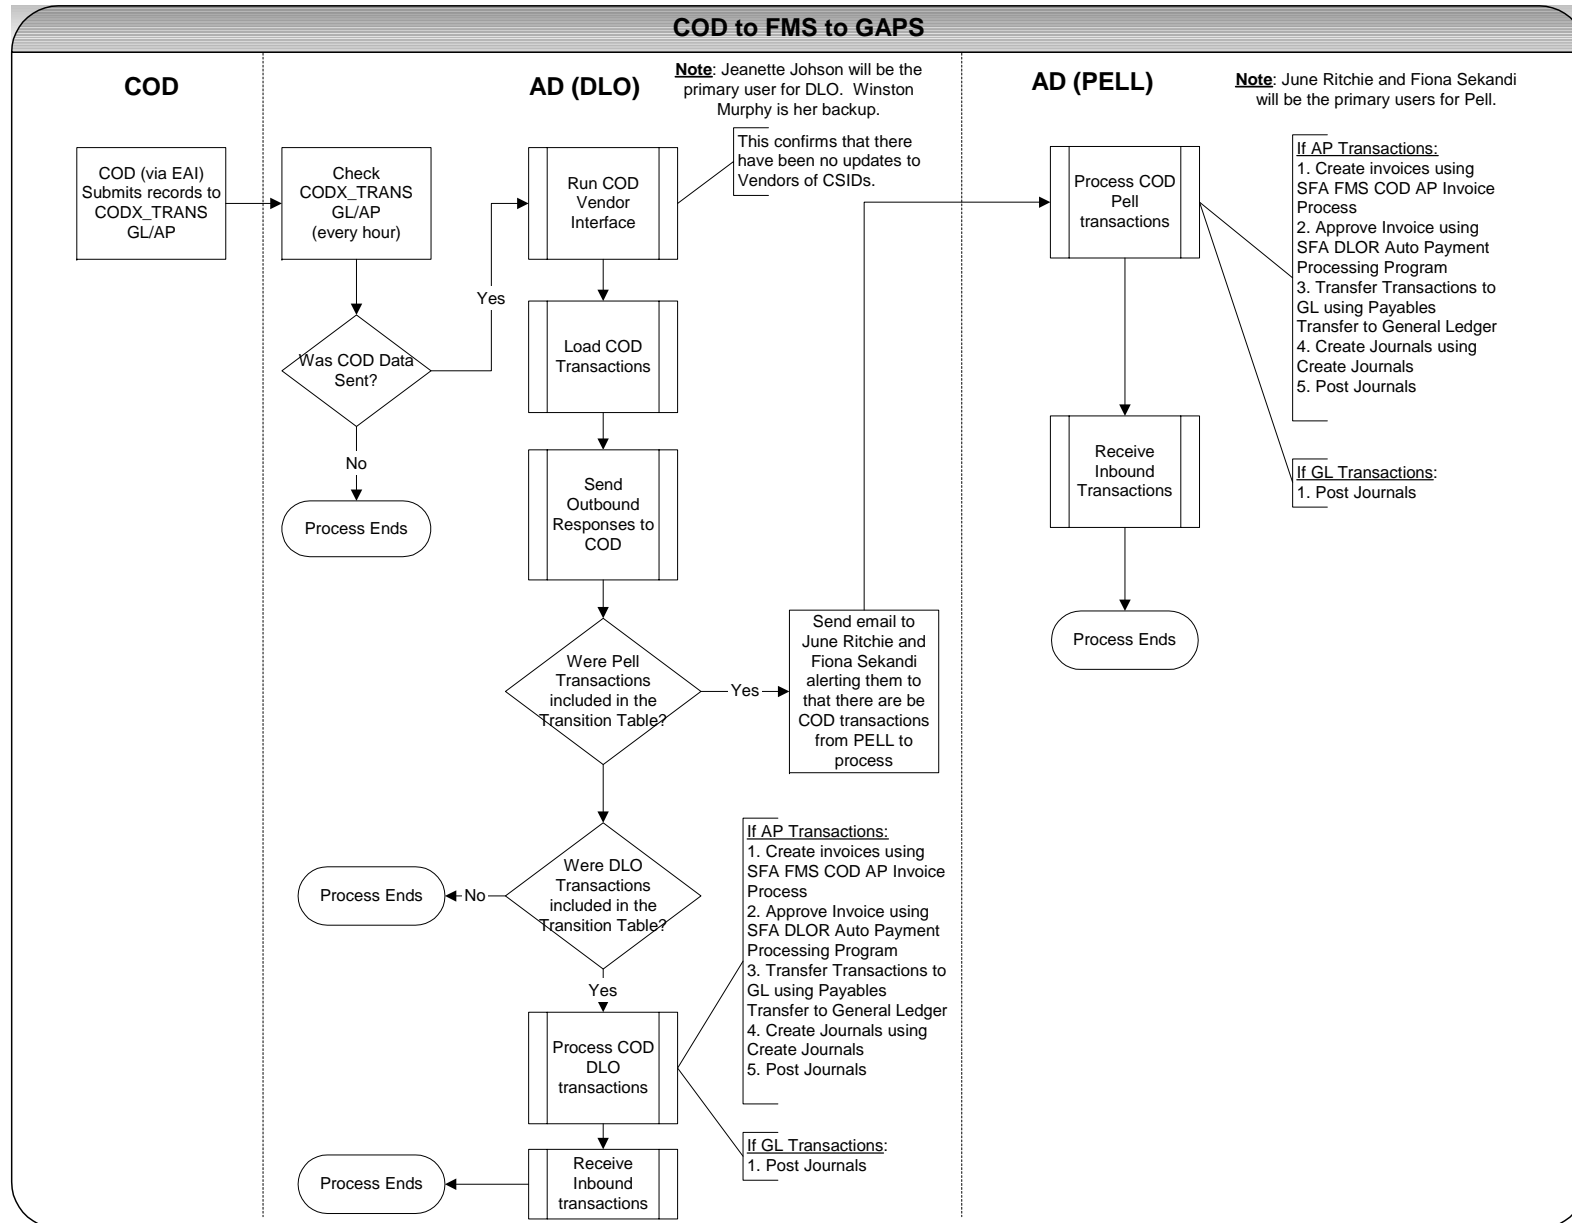 COD to FMS to GAPS
COD
AD (DLO)
Note: Jeanette Johson will be the
primary user for DLO. Winston
Murphy is her backup.
AD (PELL)
Note: June Ritchie and Fiona Sekandi
will be the primary users for Pell.
COD (via EAI)
Submits records to
CODX_TRANS
GL/AP
Check
CODX_TRANS
GL/AP
(every hour)
Was COD Data
Sent?
Yes
No
Process Ends
Run COD
Vendor
Interface
This confirms that there
have been no updates to
Vendors of CSIDs.
Load COD
Transactions
Send
Outbound
Responses to
COD
Were Pell
Transactions
included in the
Transition Table?
Yes
Send email to
June Ritchie and
Fiona Sekandi
alerting them to
that there are be
COD transactions
from PELL to
process
Were DLO
Transactions
included in the
Transition Table?
No
Process Ends
Yes
Process COD
DLO
transactions
If AP Transactions:
1. Create invoices using
SFA FMS COD AP Invoice
Process
2. Approve Invoice using
SFA DLOR Auto Payment
Processing Program
3. Transfer Transactions to
GL using Payables
Transfer to General Ledger
4. Create Journals using
Create Journals
5. Post Journals
If GL Transactions:
1. Post Journals
Receive
Inbound
transactions
Process Ends
Process COD
Pell
transactions
If AP Transactions:
1. Create invoices using
SFA FMS COD AP Invoice
Process
2. Approve Invoice using
SFA DLOR Auto Payment
Processing Program
3. Transfer Transactions to
GL using Payables
Transfer to General Ledger
4. Create Journals using
Create Journals
5. Post Journals
If GL Transactions:
1. Post Journals
Receive
Inbound
Transactions
Process Ends